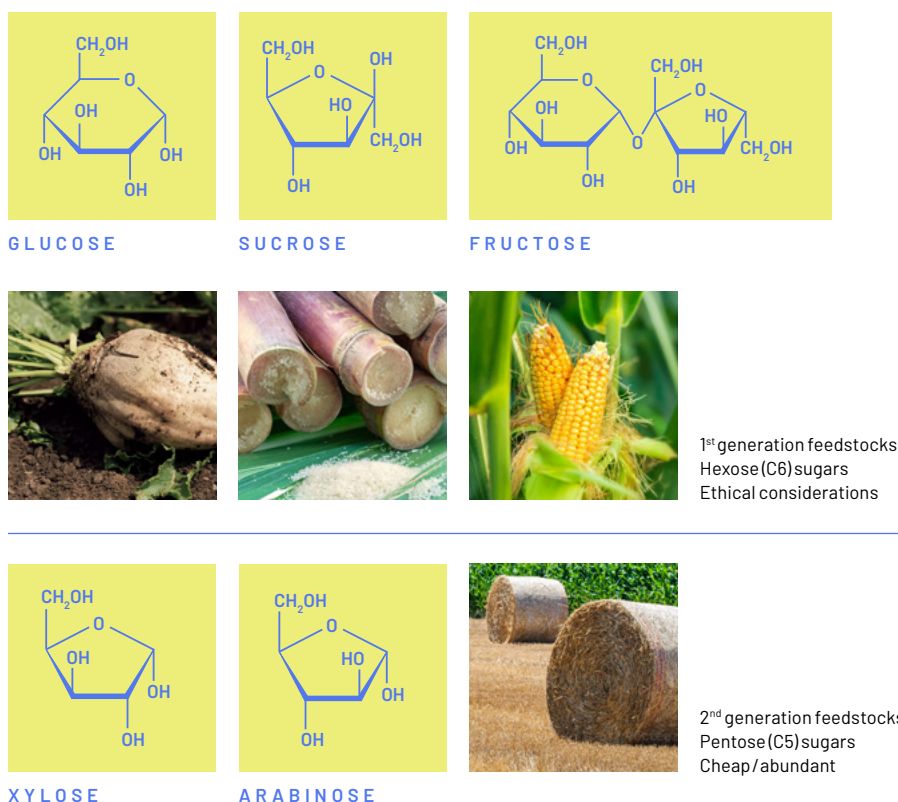 CH₂OH
O
OH
OH
OH
OH
CH₂OH
OH
O
HO
CH₂OH
OH
CH₂OH
O
OH
OH
OH
O
CH₂OH
O
HO
CH₂OH
OH
GLUCOSE
SUCROSE
FRUCTOSE
1st generation feedstocks
Hexose (C6) sugars
Ethical considerations
CH₂OH
O
OH
OH
OH
CH₂OH
O
HO
OH
OH
2nd generation feedstocks
Pentose (C5) sugars
Cheap/abundant
XYLOSE
ARABINOSE